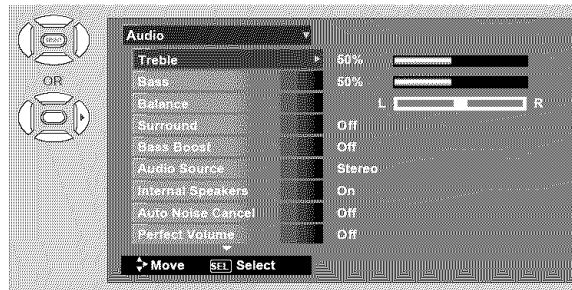 Audio
Treble 50%
OR
Bass 50%
Balance L R
Surround Off
Bass Boost Off
Audio Source Stereo
Internal Speakers On
Auto Noise Cancel Off
Perfect Volume Off
Move SEL Select